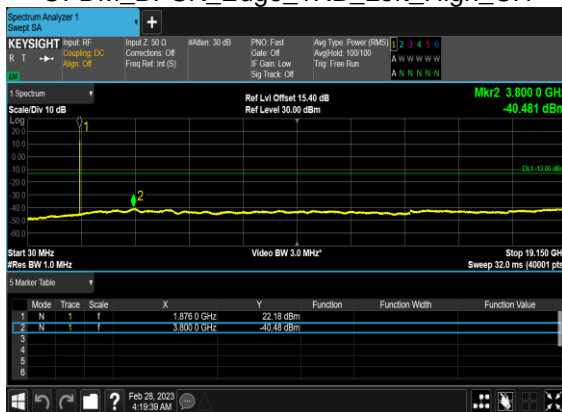 Spectrum Analyzer 1
Swept SA
+
KEYSIGHT Input: RF Input Z: 50 Ω #Atten: 30 dB PNO: Fast Avg Type: Power (RMS) 1 2 3 4 5 6
R T Coupling: DC Corrections: Off Gate: Off Avg|Hold: 100/100 A W W W W W
Align: Off Freq Ref: Int (S) IF Gain: Low Trig: Free Run
Sig Track: Off A N N N N N
LU
1 Spectrum Ref Lvl Offset 15.40 dB Mkr2 3.800 0 GHz
Scale/Div 10 dB Ref Level 30.00 dBm -40.481 dBm
Log
20.0
10.0
0.00
-10.0
-20.0
-30.0
-40.0
-50.0
-60.0
1
2
DL1 -13.00 dB
Start 30 MHz Video BW 3.0 MHz* Stop 19.150 GH
#Res BW 1.0 MHz Sweep 32.0 ms (40001 pts
5 Marker Table
Mode Trace Scale X Y Function Function Width Function Value
1 N 1 f 1.876 0 GHz 22.18 dBm
2 N 1 f 3.800 0 GHz -40.48 dBm
3
4
5
6
? Feb 28, 2023
4:19:39 AM